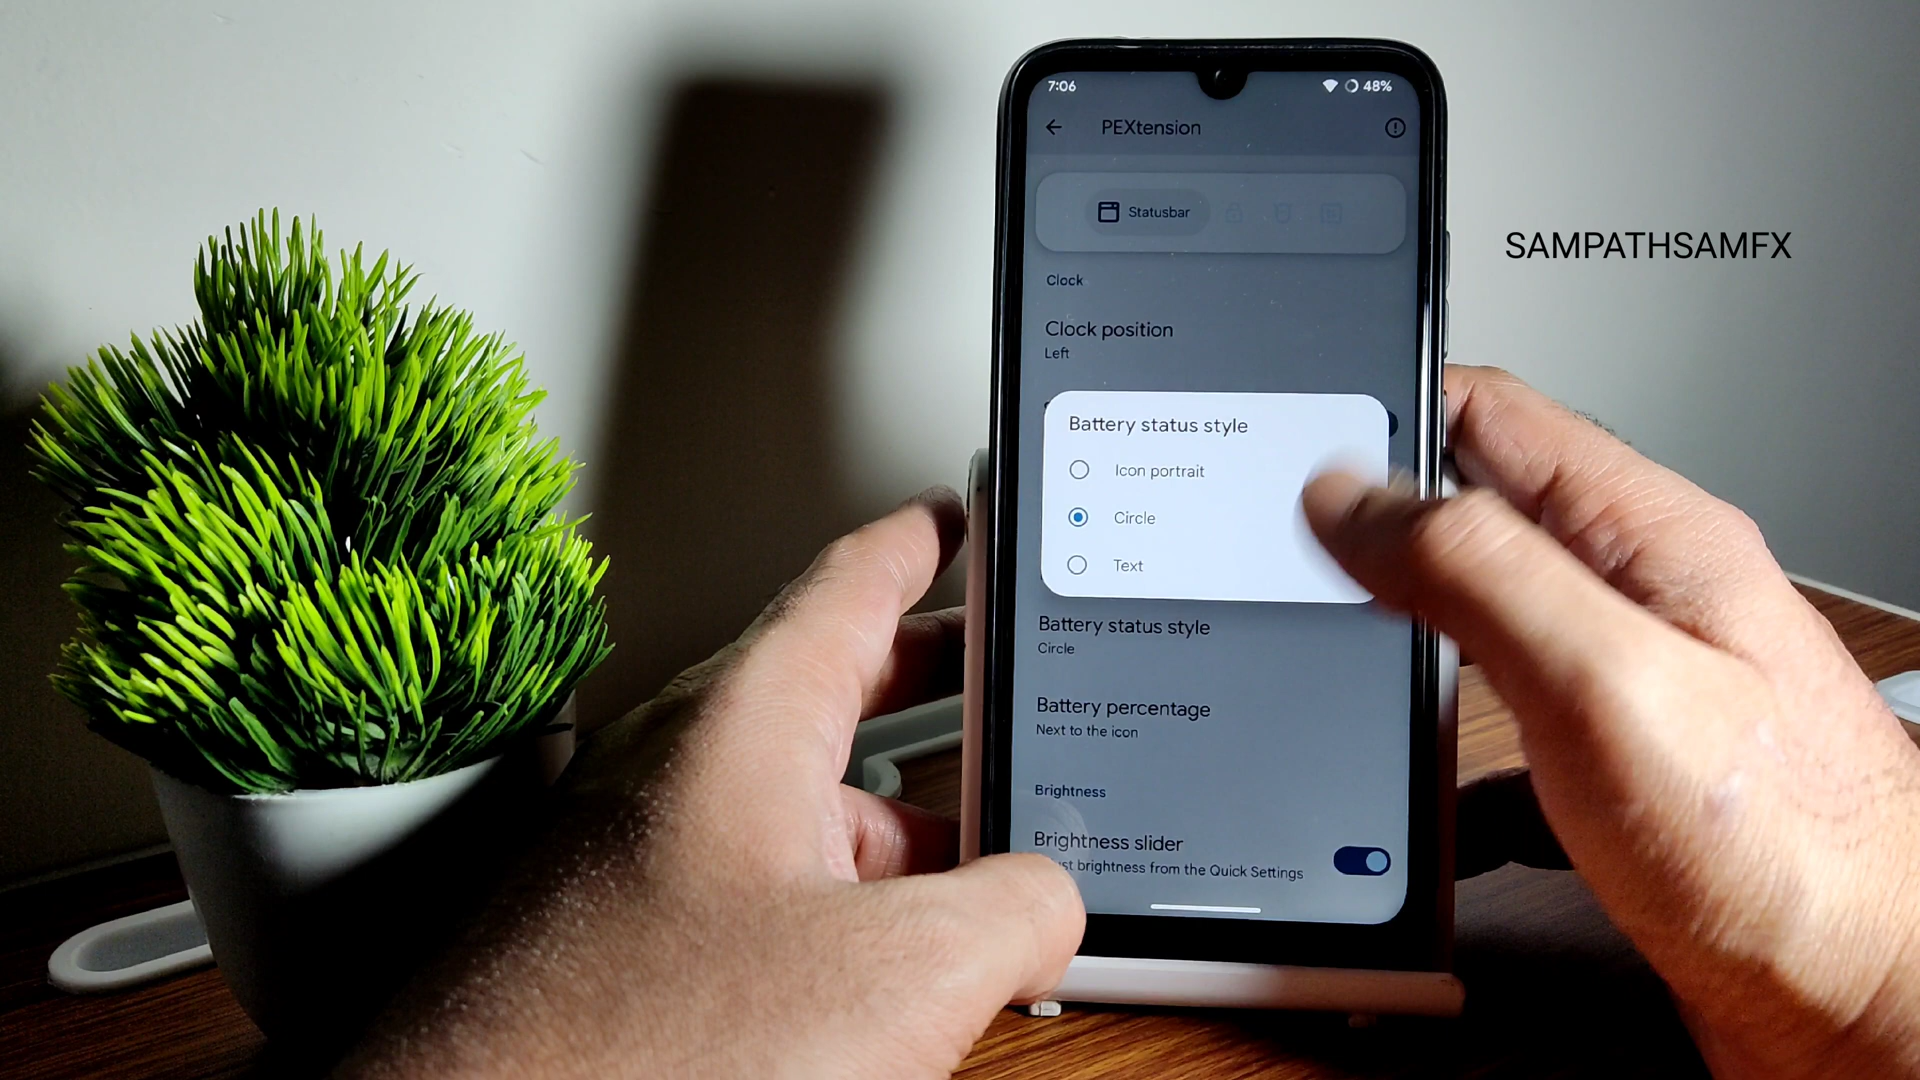 7:06
48%
PEXtension
Statusbar
Clock
Clock position
Left
Battery status style
Icon portrait
Circle
Text
Battery status style
Circle
Battery percentage
Next to the icon
Brightness
Brightness slider
brightness from the Quick Settings
SAMPATHSAMFX